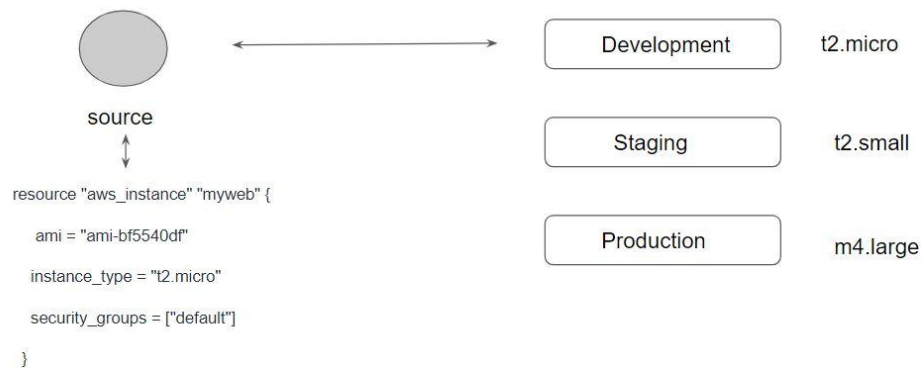 source
resource "aws_instance" "myweb" {
ami = "ami-bf5540df"
instance_type = "t2.micro"
security_groups = ["default"]
}
Development t2.micro
Staging t2.small
Production m4.large